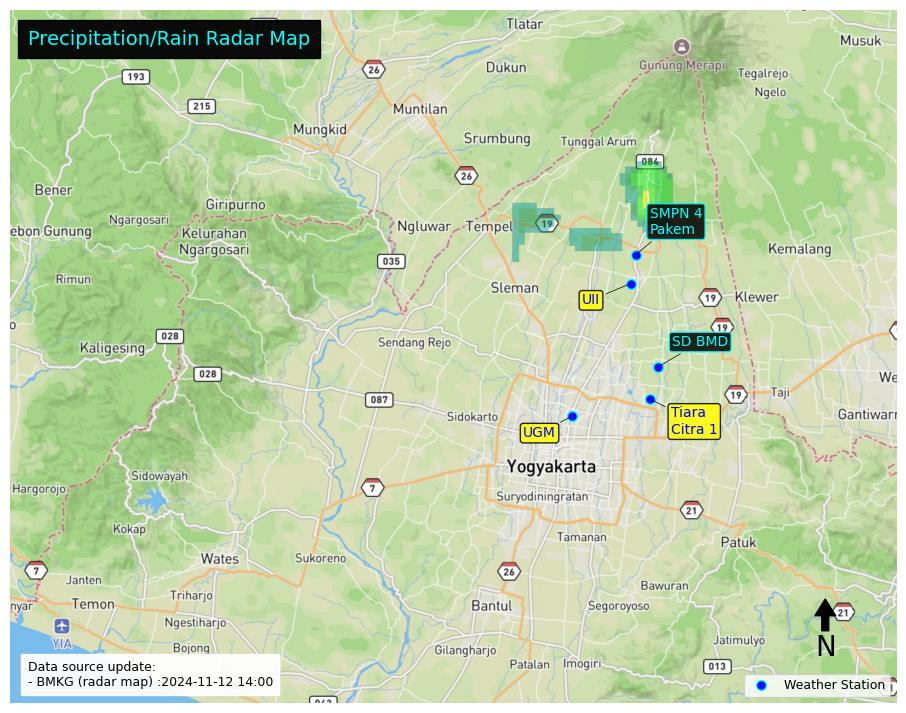 Precipitation/Rain Radar Map
Tlatar
Musuk
26
193
Dukun
Gunung Merapi
Tegalrejo
Ngelo
215
Muntilan
Mungkid
Srumbung
Tunggal Arum
084
26
Bener
Giripurno
SMPN 4
Pakem
Ngargosari
ebon Gunung
Kelurahan
Ngargosari
Ngluwar
Tempel
19
Kemalang
035
Rimun
Sleman
UII
19
Klewer
19
028
Kaligesing
Sendang Rejo
SD BMD
028
We
087
19
Taji
Sidokarto
Tiara
Citra 1
Gantiwarn
UGM
Yogyakarta
Sidowayah
Hargorojo
7
Suryodiningratan
21
Kokap
Tamanan
Patuk
Wates
Sukoreno
7
26
Janten
Bawuran
nyar
Temon
Triharjo
Bantul
Segoroyoso
21
Ngestiharjo
YIA
Bojong
Gilangharjo
Jatimulyo
N
Patalan
Imogiri
013
Data source update:
- BMKG (radar map) :2024-11-12 14:00
Weather Station